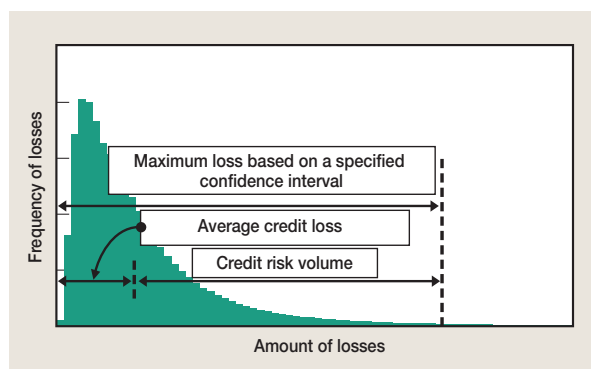 Frequency of losses
Maximum loss based on a specified
confidence interval
Average credit loss
Credit risk volume
Amount of losses